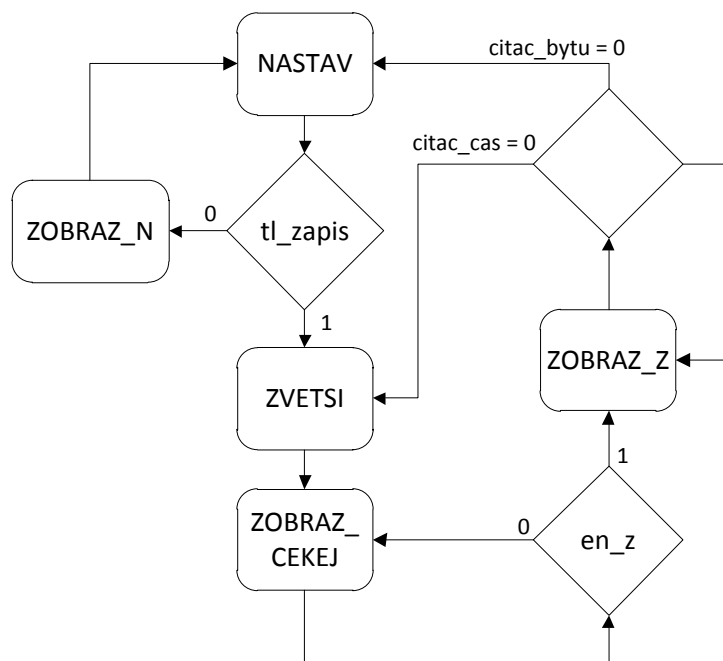 citac_bytu = 0
NASTAV
citac_cas = 0
0
ZOBRAZ_N
tl_zapis
1
ZOBRAZ_Z
ZVETSI
1
ZOBRAZ_
CEKEJ
0
en_z